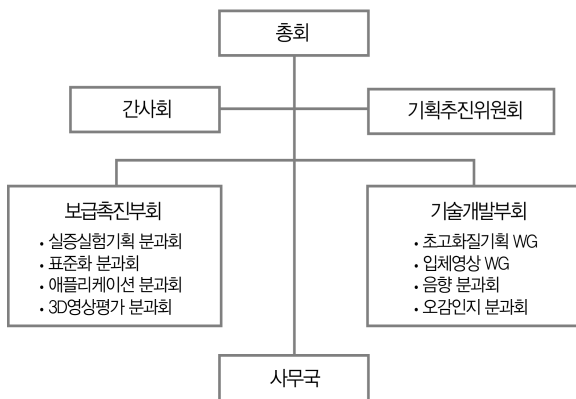 총회
간사회
기획추진위원회
보급촉진부회
• 실증실험기획 분과회
• 표준화 분과회
• 애플리케이션 분과회
• 3D영상평가 분과회
기술개발부회
• 초고화질기획 WG
• 입체영상 WG
• 음향 분과회
• 오감인지 분과회
사무국